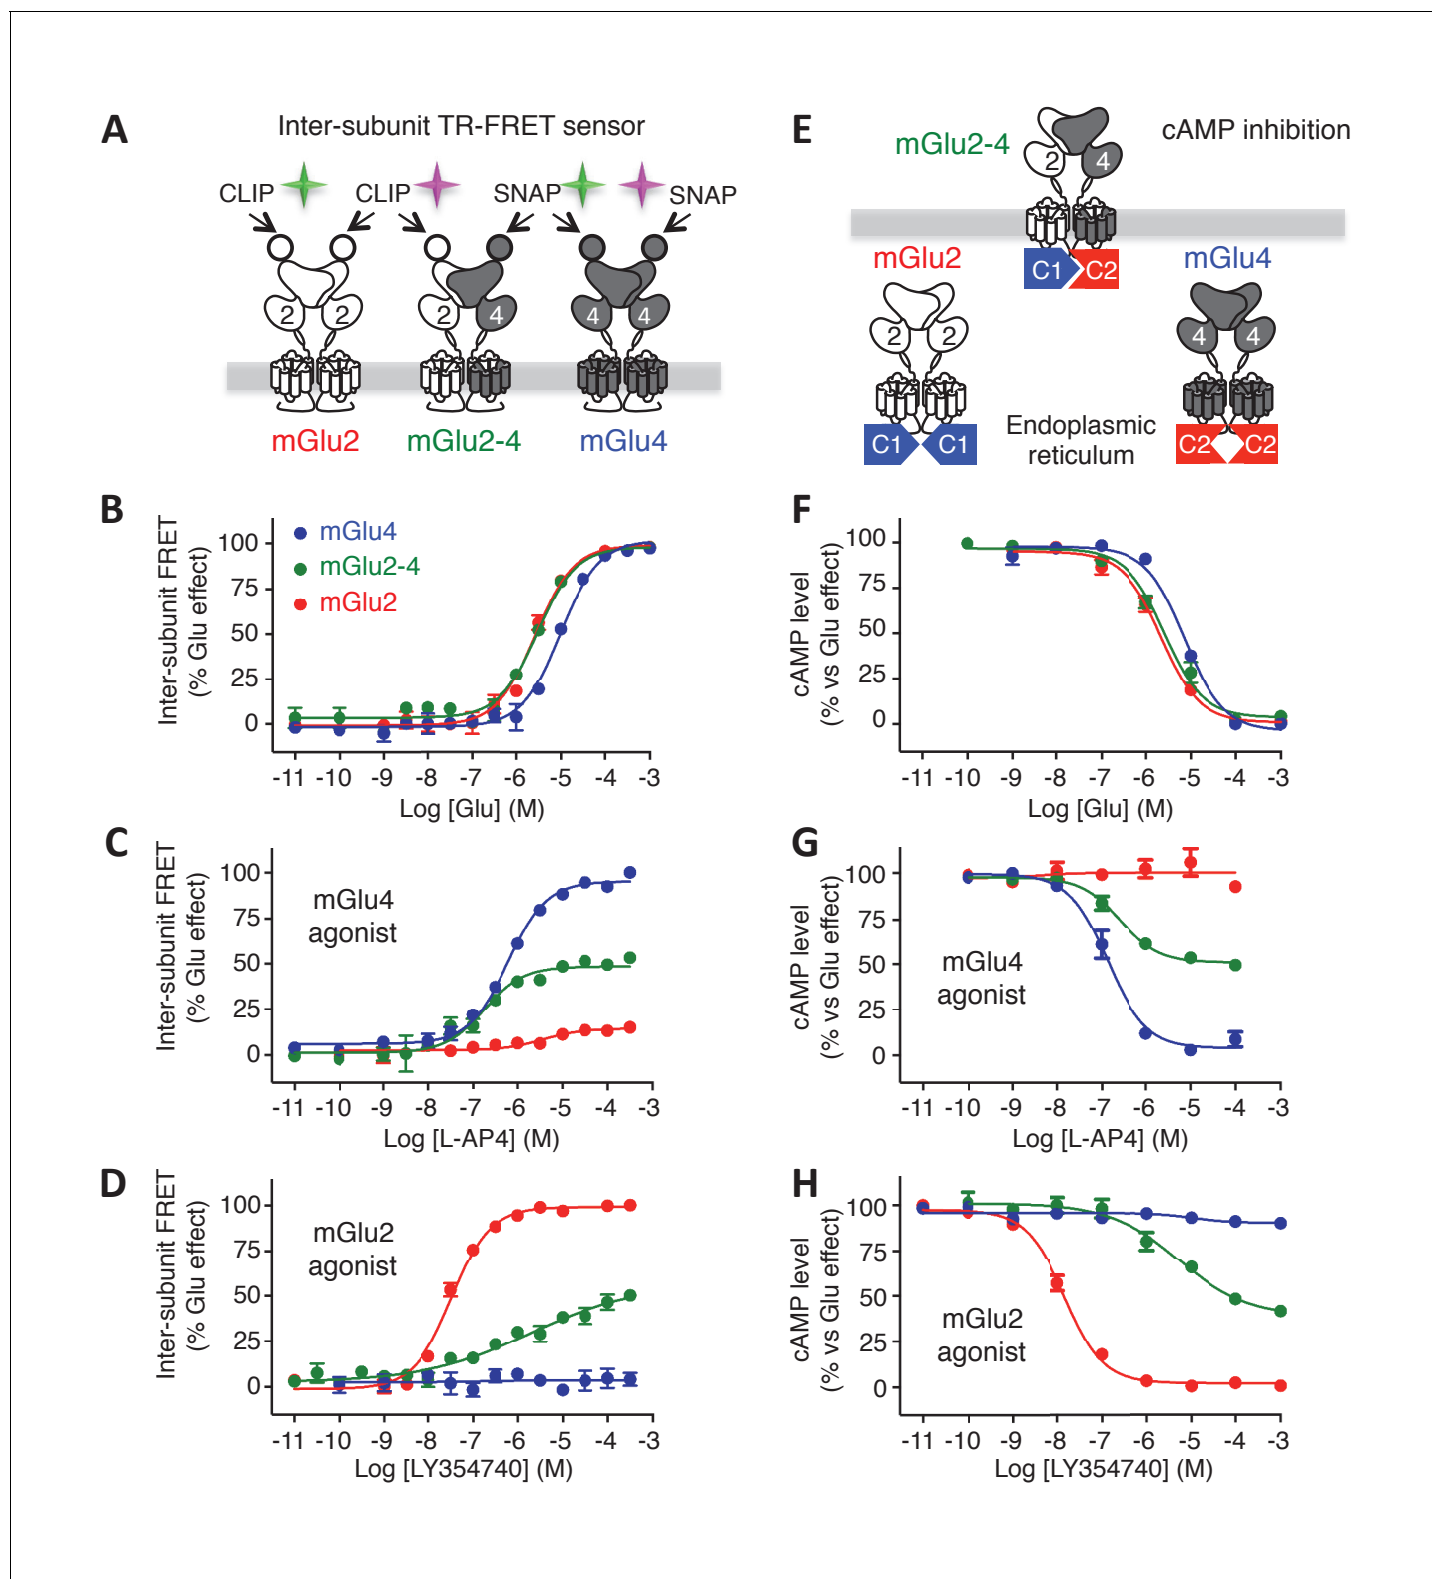 A
Inter-subunit TR-FRET sensor
CLIP
CLIP
SNAP
SNAP
2
2
2
4
4
4
mGlu2
mGlu2-4
mGlu4
B
Inter-subunit FRET
(% Glu effect)
100
75
50
25
0
mGlu4
mGlu2-4
mGlu2
-11 -10 -9 -8 -7 -6 -5 -4 -3
Log [Glu] (M)
C
Inter-subunit FRET
(% Glu effect)
100
75
50
25
0
mGlu4
agonist
-11 -10 -9 -8 -7 -6 -5 -4 -3
Log [L-AP4] (M)
D
Inter-subunit FRET
(% Glu effect)
100
75
50
25
0
mGlu2
agonist
-11 -10 -9 -8 -7 -6 -5 -4 -3
Log [LY354740] (M)
E
mGlu2-4
cAMP inhibition
2
4
C1
C2
mGlu2
mGlu4
2
2
4
4
C1
C1
Endoplasmic
reticulum
C2
C2
F
cAMP level
(% vs Glu effect)
100
75
50
25
0
-11 -10 -9 -8 -7 -6 -5 -4 -3
Log [Glu] (M)
G
cAMP level
(% vs Glu effect)
100
75
50
25
0
mGlu4
agonist
-11 -10 -9 -8 -7 -6 -5 -4 -3
Log [L-AP4] (M)
H
cAMP level
(% vs Glu effect)
100
75
50
25
0
mGlu2
agonist
-11 -10 -9 -8 -7 -6 -5 -4 -3
Log [LY354740] (M)